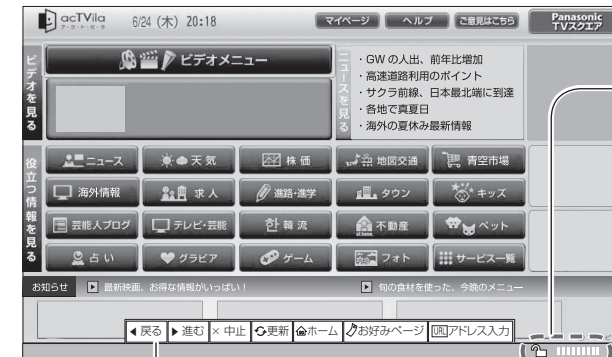 acTVila 6/24 (木) 20:18 マイページ ヘルプ ご意見はこちら Panasonic TVスクエア
ア・ク・ト・ビ・ラ
ビデオを見る
ビデオメニュー
ニュースを見る
・GW の人出、前年比増加
・高速道路利用のポイント
・サクラ前線、日本最北端に到達
・各地で真夏日
・海外の夏休み最新情報
役立つ情報を見る
ニュース 天気 株価 地図交通 青空市場
海外情報 求人 進路・進学 タウン キッズ
芸能人ブログ テレビ・芸能 한 韓流 不動産 ペット
占い グラビア ゲーム フォト サービス一覧
お知らせ 最新映画、お得な情報がいっぱい! 旬の食材を使った、今晩のメニュー
戻る 進む × 中止 更新 ホーム お好みページ URL アドレス入力